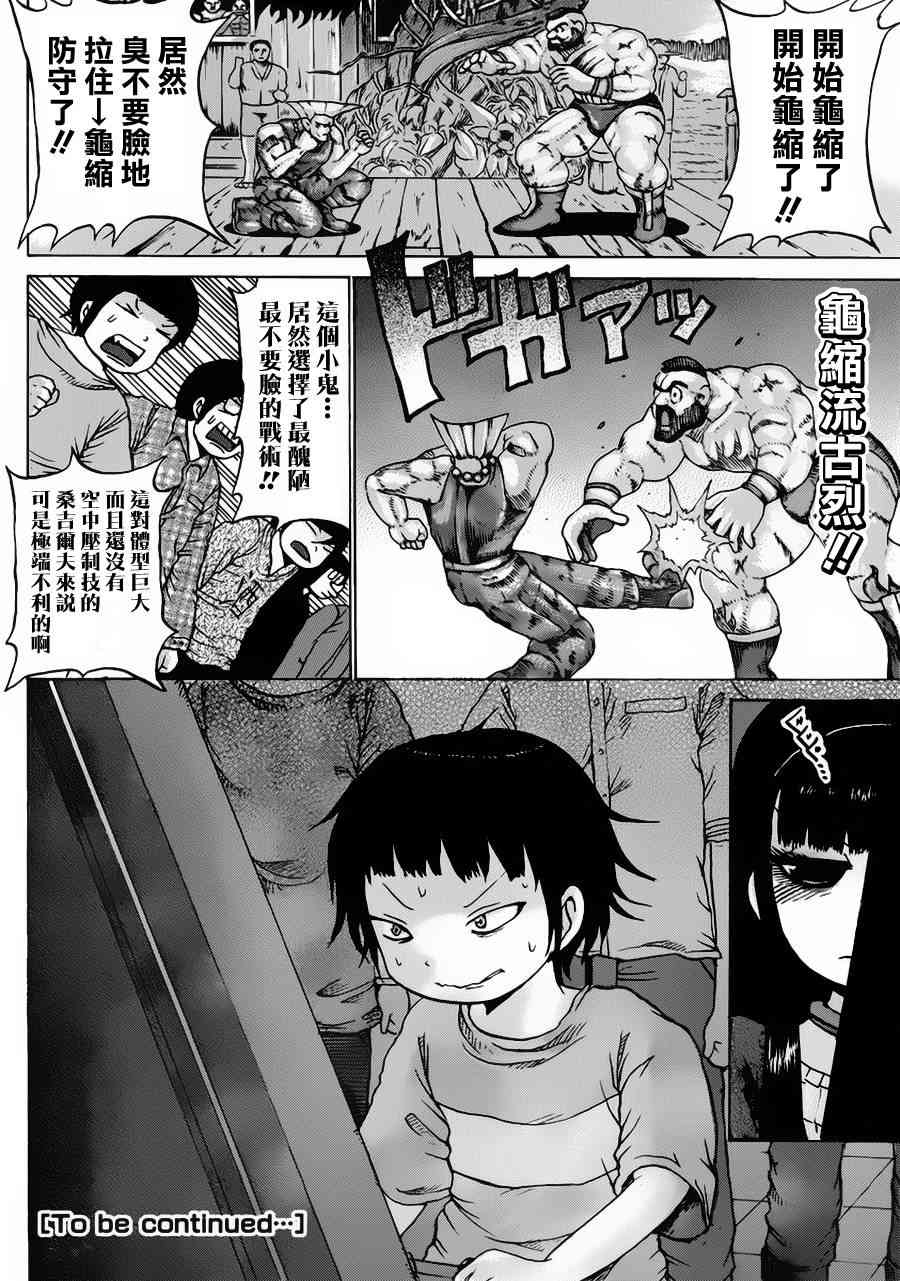 開始龜縮了
開始龜縮了!!
居然
臭不要臉地
拉住↓龜縮
防守了!!
龜縮流古烈!!
ドガアッ
這個小鬼…
居然選擇了最醜陋
最不要臉的戰術!!
這對體型巨大
而且還沒有
空中壓制技的
桑吉爾夫來說
可是極端不利的啊
[To be continued…]